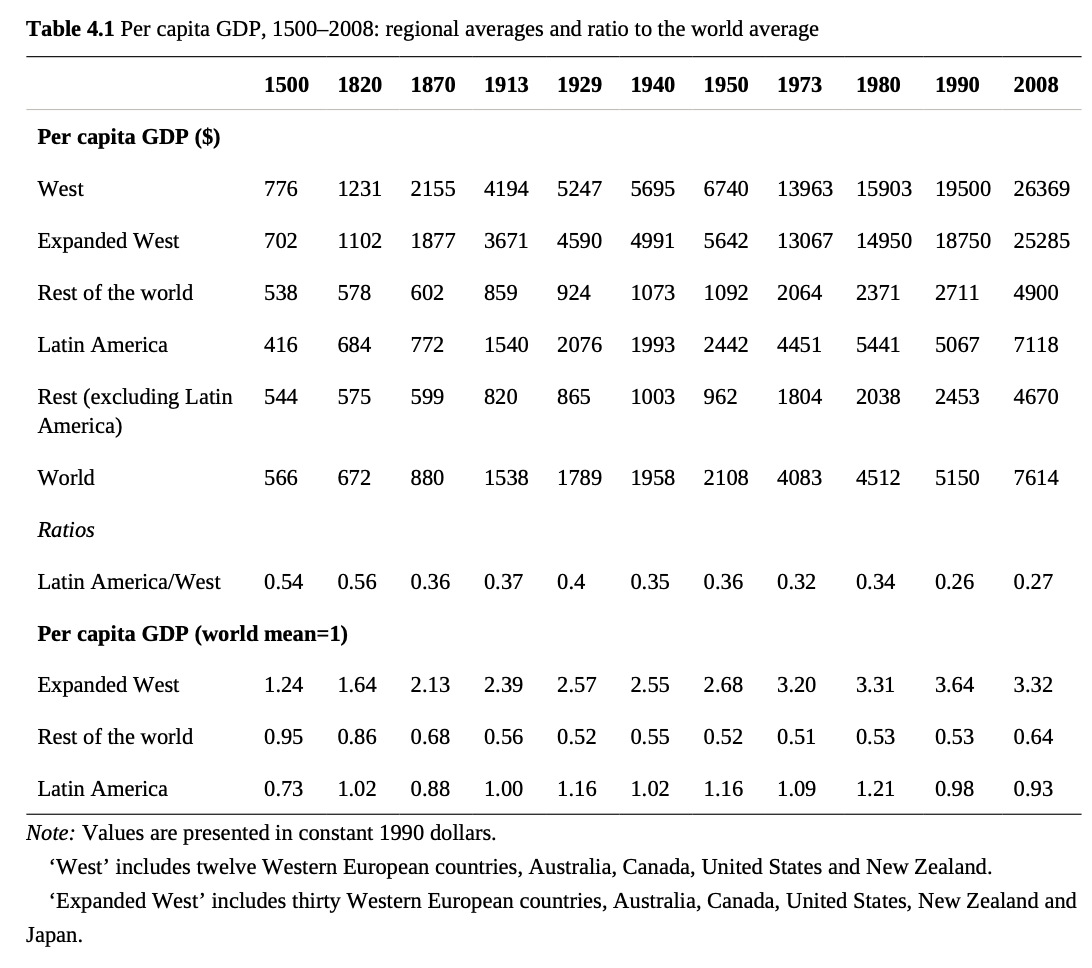 Table 4.1 Per capita GDP, 1500–2008: regional averages and ratio to the world average
1500 1820 1870 1913 1929 1940 1950 1973 1980 1990 2008
Per capita GDP ($)
West 776 1231 2155 4194 5247 5695 6740 13963 15903 19500 26369
Expanded West 702 1102 1877 3671 4590 4991 5642 13067 14950 18750 25285
Rest of the world 538 578 602 859 924 1073 1092 2064 2371 2711 4900
Latin America 416 684 772 1540 2076 1993 2442 4451 5441 5067 7118
Rest (excluding Latin 544 575 599 820 865 1003 962 1804 2038 2453 4670
America)
World 566 672 880 1538 1789 1958 2108 4083 4512 5150 7614
Ratios
Latin America/West 0.54 0.56 0.36 0.37 0.4 0.35 0.36 0.32 0.34 0.26 0.27
Per capita GDP (world mean=1)
Expanded West 1.24 1.64 2.13 2.39 2.57 2.55 2.68 3.20 3.31 3.64 3.32
Rest of the world 0.95 0.86 0.68 0.56 0.52 0.55 0.52 0.51 0.53 0.53 0.64
Latin America 0.73 1.02 0.88 1.00 1.16 1.02 1.16 1.09 1.21 0.98 0.93
Note: Values are presented in constant 1990 dollars.
‘West’ includes twelve Western European countries, Australia, Canada, United States and New Zealand.
‘Expanded West’ includes thirty Western European countries, Australia, Canada, United States, New Zealand and
Japan.